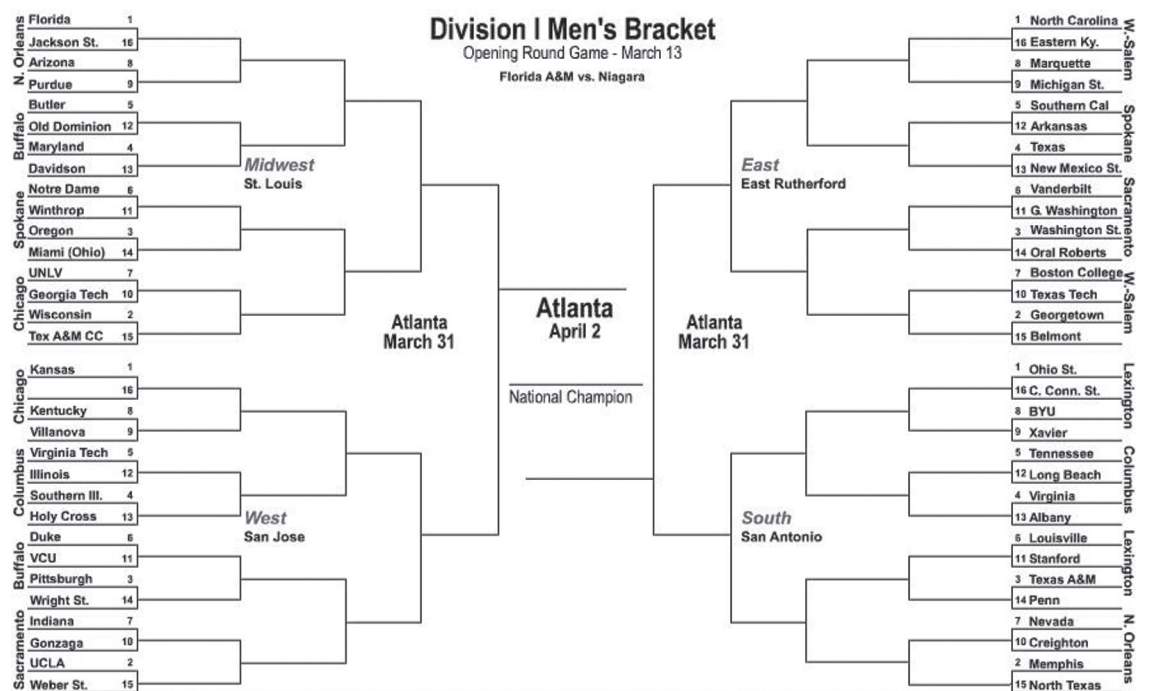 Division I Men's Bracket
Opening Round Game - March 13
Florida A&M vs. Niagara
N. Orleans
Florida 1
Jackson St. 16
Arizona 8
Purdue 9
Buffalo
Butler 5
Old Dominion 12
Maryland 4
Davidson 13
Midwest
St. Louis
Spokane
Notre Dame 6
Winthrop 11
Oregon 3
Miami (Ohio) 14
Chicago
UNLV 7
Georgia Tech 10
Wisconsin 2
Tex A&M CC 15
Chicago
Kansas 1
16
Kentucky 8
Villanova 9
Columbus
Virginia Tech 5
Illinois 12
Southern Ill. 4
Holy Cross 13
West
San Jose
Buffalo
Duke 6
VCU 11
Pittsburgh 3
Wright St. 14
Sacramento
Indiana 7
Gonzaga 10
UCLA 2
Weber St. 15
Atlanta
March 31
Atlanta
April 2
National Champion
Atlanta
March 31
1 North Carolina
16 Eastern Ky.
8 Marquette
9 Michigan St.
W.-Salem
5 Southern Cal
12 Arkansas
4 Texas
13 New Mexico St.
Spokane
East
East Rutherford
6 Vanderbilt
11 G. Washington
3 Washington St.
14 Oral Roberts
Sacramento
7 Boston College
10 Texas Tech
2 Georgetown
15 Belmont
W.-Salem
1 Ohio St.
16 C. Conn. St.
8 BYU
9 Xavier
Lexington
5 Tennessee
12 Long Beach
4 Virginia
13 Albany
Columbus
South
San Antonio
6 Louisville
11 Stanford
3 Texas A&M
14 Penn
Lexington
7 Nevada
10 Creighton
2 Memphis
15 North Texas
N. Orleans